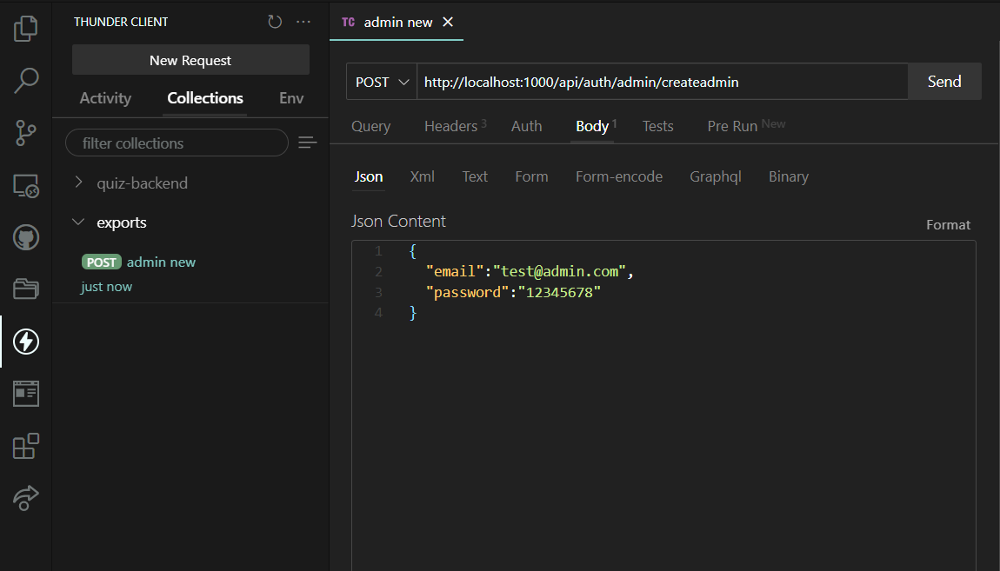 THUNDER CLIENT
New Request
Activity Collections Env
filter collections
quiz-backend
exports
POST admin new
just now
TC admin new
POST http://localhost:1000/api/auth/admin/createadmin Send
Query Headers 3 Auth Body 1 Tests Pre Run New
Json Xml Text Form Form-encode Graphql Binary
Json Content
Format
1 {
2 "email":"test@admin.com",
3 "password":"12345678"
4 }